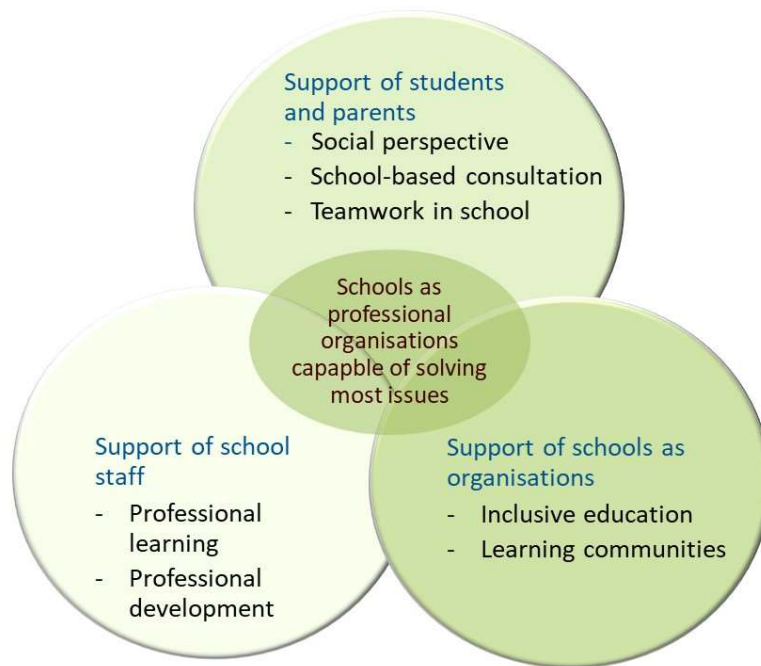 Support of students
and parents
- Social perspective
- School-based consultation
- Teamwork in school
Schools as
professional
organisations
capapble of solving
most issues
Support of school
staff
- Professional
learning
- Professional
development
Support of schools as
organisations
- Inclusive education
- Learning communities